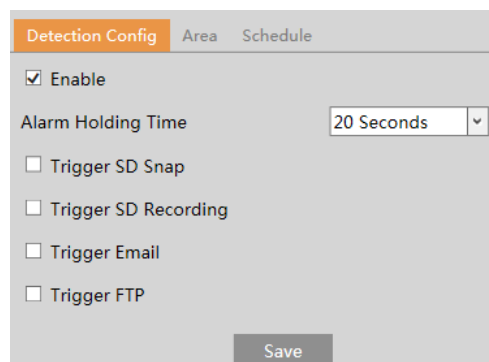 Detection Config Area Schedule
Enable
Alarm Holding Time 20 Seconds
Trigger SD Snap
Trigger SD Recording
Trigger Email
Trigger FTP
Save